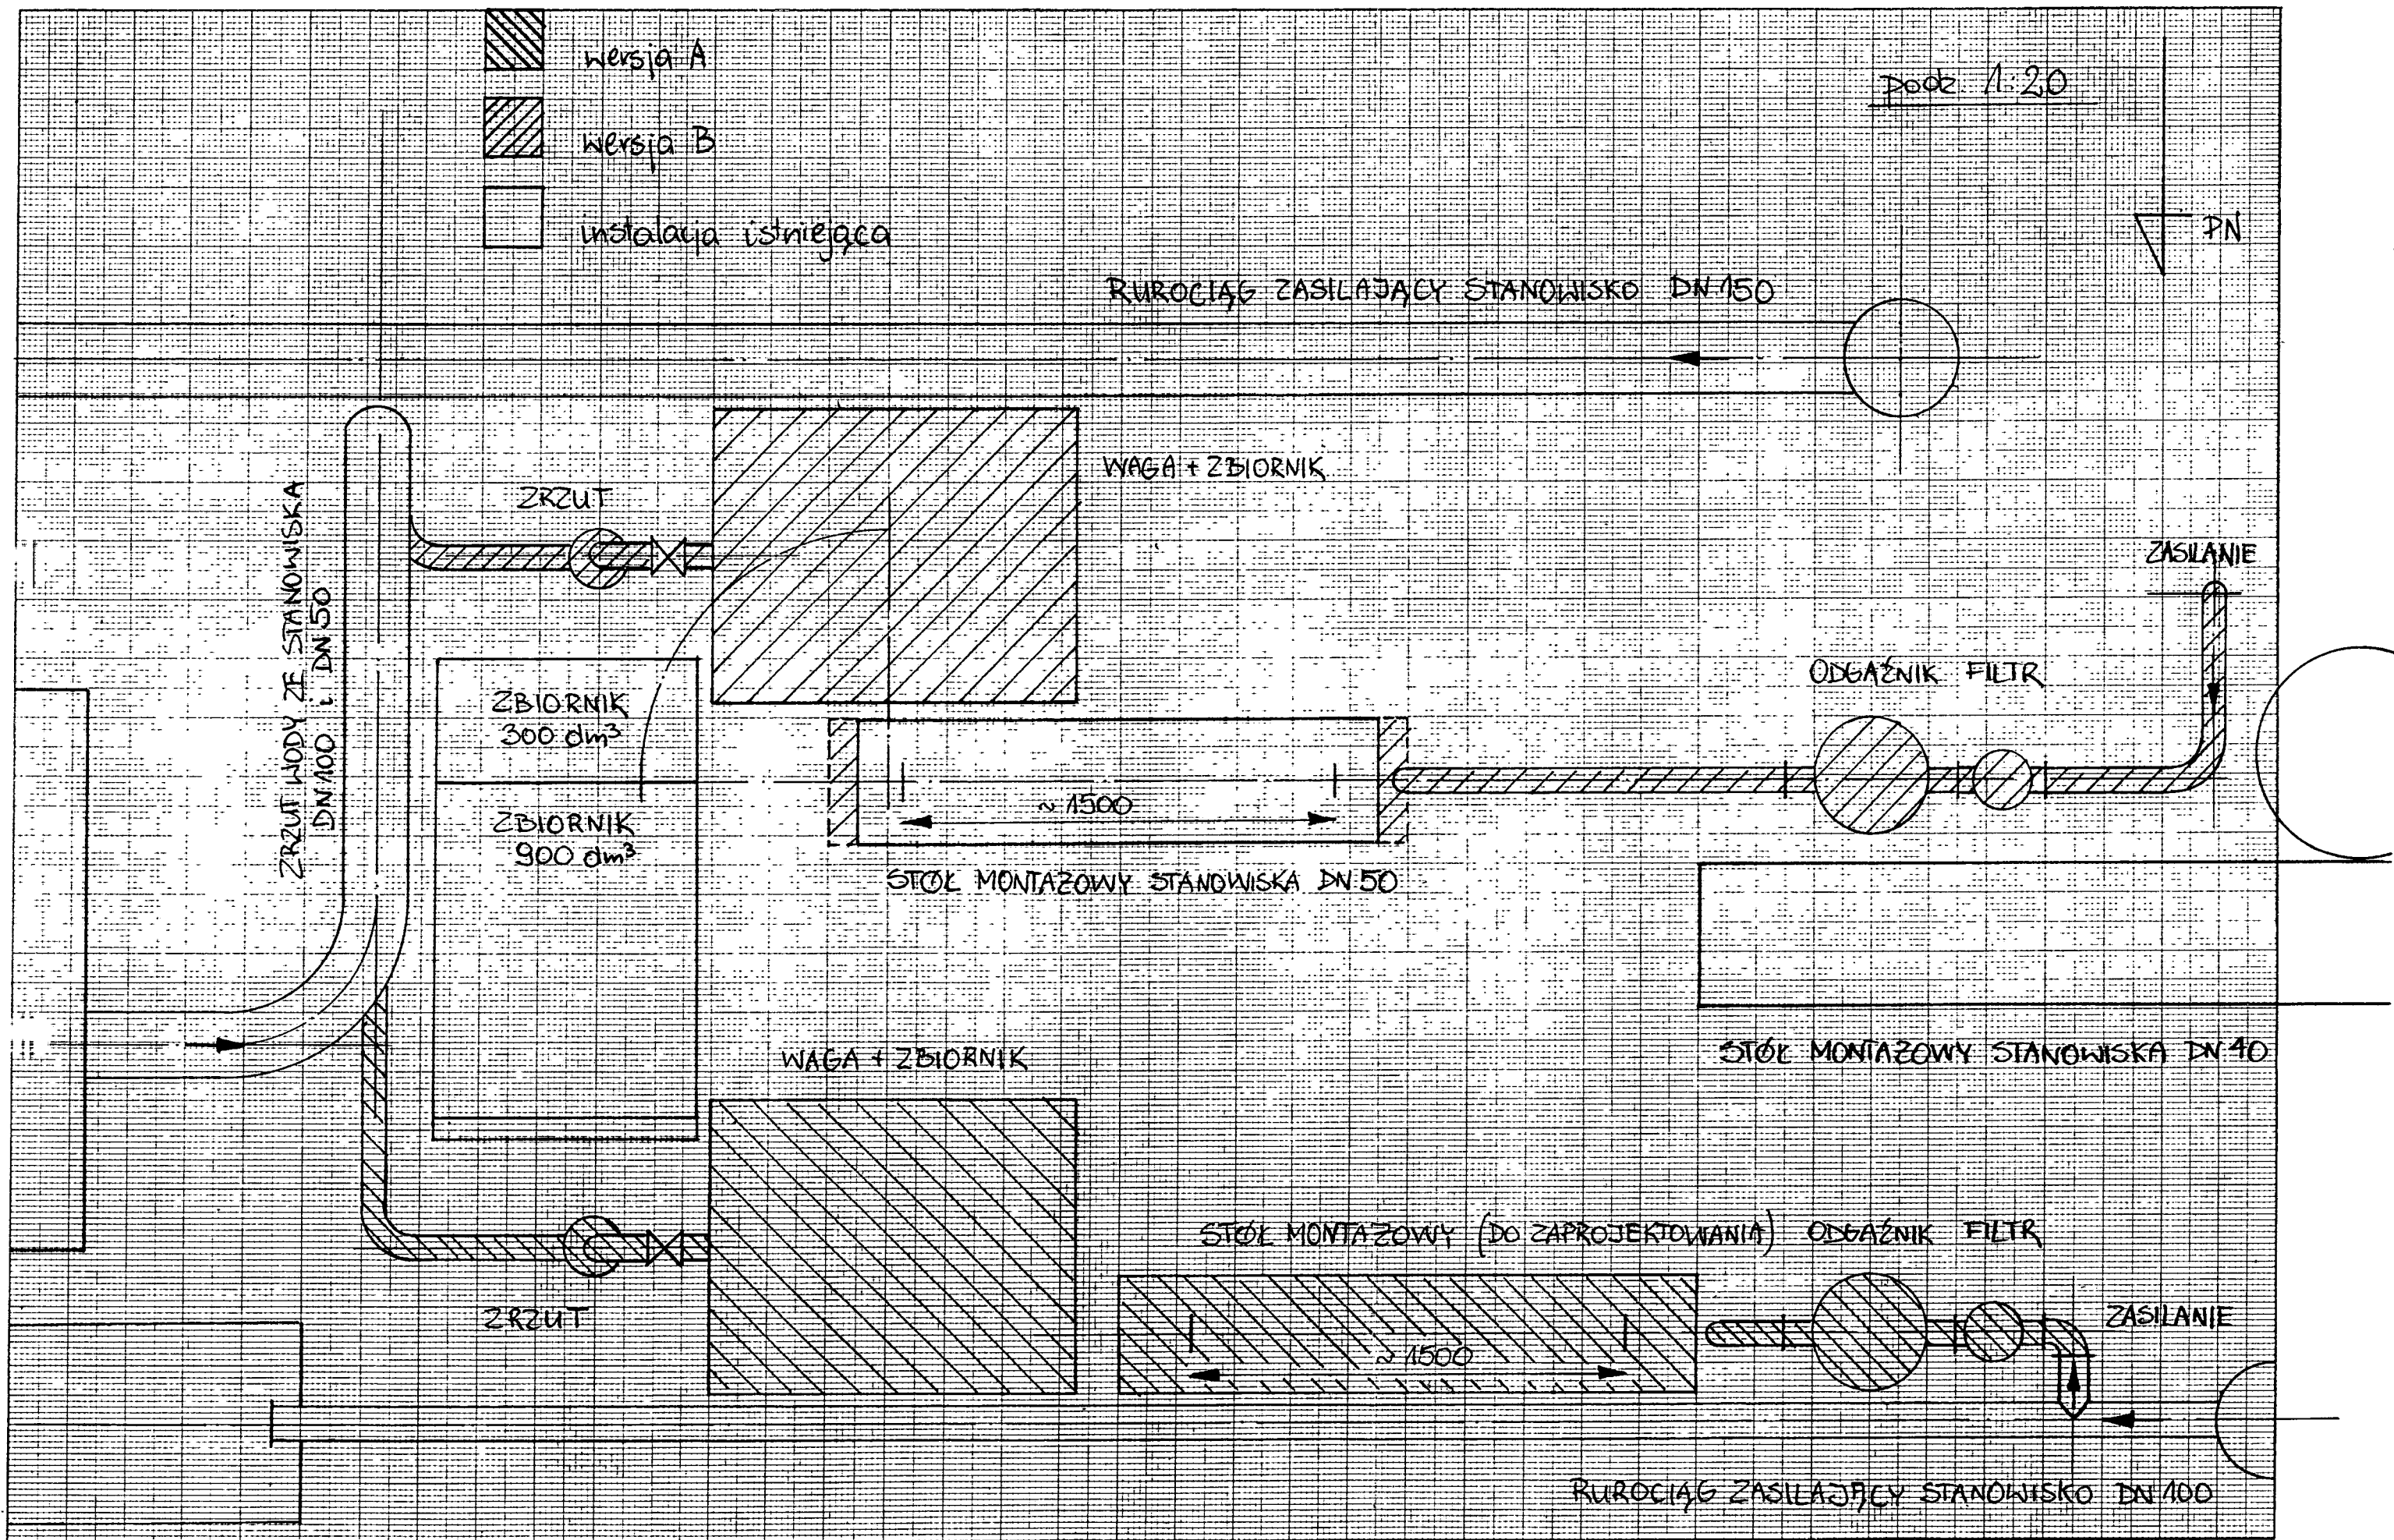 wersja A
podz. 1:20
wersja B
instalacja istniejąca
PN
RUROCIĄG ZASILAJĄCY STANOWISKO DN 150
WAGA + ZBIORNIK
ZRZUT
ZASILANIE
ZRZUT WODY ZE STANOWISKA
DN 100 i DN 50
ODGAŹNIK FILTR
ZBIORNIK
300 dm³
ZBIORNIK
900 dm³
~ 1500
STÓŁ MONTAŻOWY STANOWISKA DN 50
STÓŁ MONTAŻOWY STANOWISKA DN 40
WAGA + ZBIORNIK
STÓŁ MONTAŻOWY (DO ZAPROJEKTOWANIA) ODGAŹNIK FILTR
ZRZUT
ZASILANIE
~ 1500
RUROCIĄG ZASILAJĄCY STANOWISKO DN 100